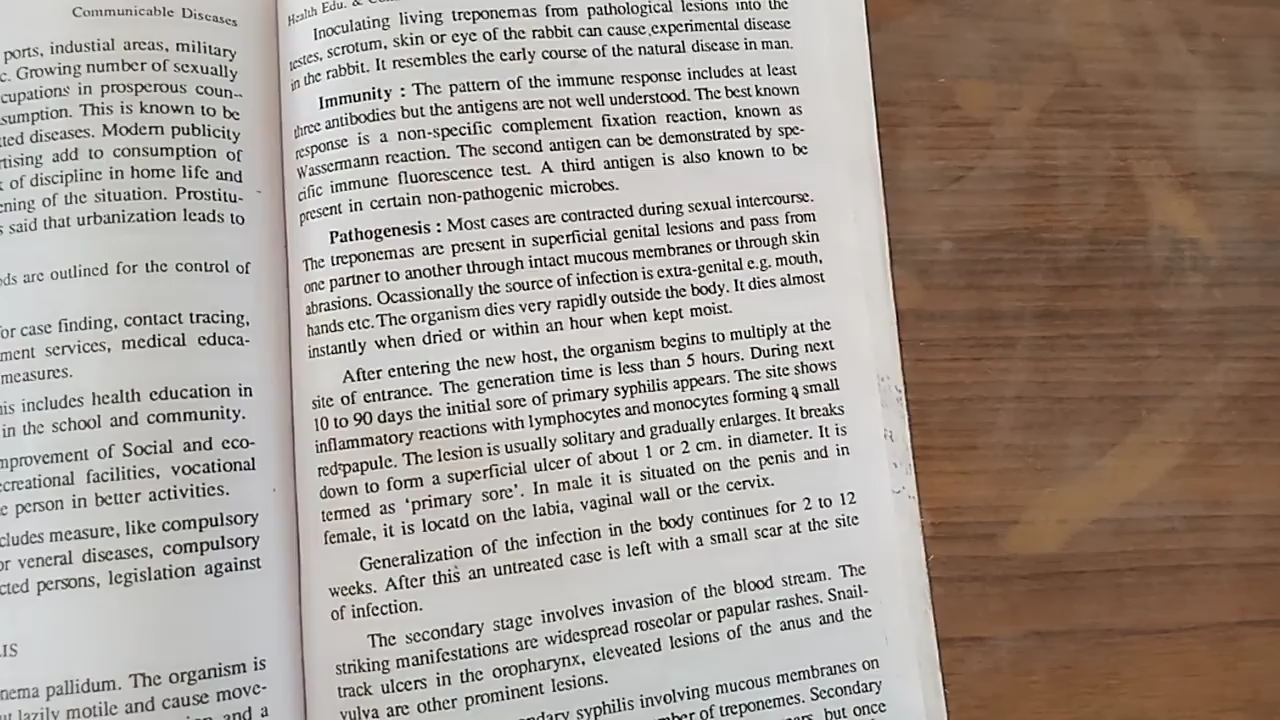 Communicable Diseases
ports, industial areas, military
c. Growing number of sexually
cupations in prosperous coun-
sumption. This is known to be
ted diseases. Modern publicity
rtising add to consumption of
of discipline in home life and
ning of the situation. Prostitu-
said that urbanization leads to
ds are outlined for the control of
or case finding, contact tracing,
ment services, medical educa-
measures.
is includes health education in
in the school and community.
mprovement of Social and eco-
creational facilities, vocational
e person in better activities.
cludes measure, like compulsory
or veneral diseases, compulsory
cted persons, legislation against
IS
nema pallidum. The organism is
lazily motile and cause move-
and a
Health Edu. &
Inoculating living treponemas from pathological lesions into the
testes, scrotum, skin or eye of the rabbit can cause experimental disease
in the rabbit. It resembles the early course of the natural disease in man.
Immunity : The pattern of the immune response includes at least
three antibodies but the antigens are not well understood. The best known
response is a non-specific complement fixation reaction, known as
Wassermann reaction. The second antigen can be demonstrated by spe-
cific immune fluorescence test. A third antigen is also known to be
present in certain non-pathogenic microbes.
Pathogenesis : Most cases are contracted during sexual intercourse.
The treponemas are present in superficial genital lesions and pass from
one partner to another through intact mucous membranes or through skin
abrasions. Ocassionally the source of infection is extra-genital e.g. mouth,
hands etc. The organism dies very rapidly outside the body. It dies almost
instantly when dried or within an hour when kept moist.
After entering the new host, the organism begins to multiply at the
site of entrance. The generation time is less than 5 hours. During next
10 to 90 days the initial sore of primary syphilis appears. The site shows
inflammatory reactions with lymphocytes and monocytes forming a small
red papule. The lesion is usually solitary and gradually enlarges. It breaks
down to form a superficial ulcer of about 1 or 2 cm. in diameter. It is
termed as 'primary sore'. In male it is situated on the penis and in
female, it is locatd on the labia, vaginal wall or the cervix.
Generalization of the infection in the body continues for 2 to 12
weeks. After this an untreated case is left with a small scar at the site
of infection.
The secondary stage involves invasion of the blood stream. The
striking manifestations are widespread roseolar or papular rashes. Snail-
track ulcers in the oropharynx, eleveated lesions of the anus and the
vulva are other prominent lesions.
dary syphilis involving mucous membranes on
ber of treponemes. Secondary
but once